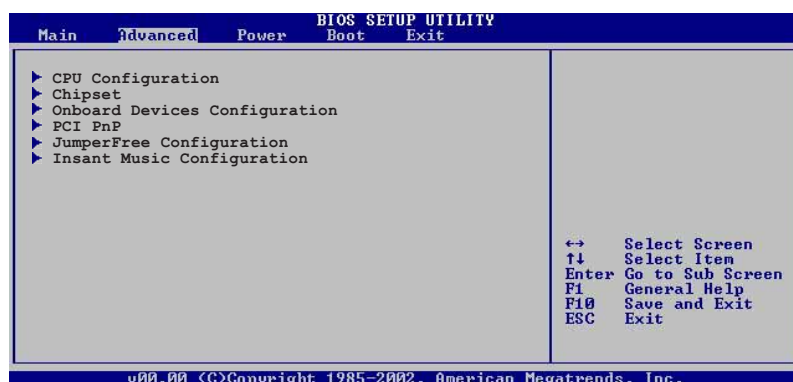 BIOS SETUP UTILITY
Main Advanced Power Boot Exit
CPU Configuration
Chipset
Onboard Devices Configuration
PCI PnP
JumperFree Configuration
Insant Music Configuration
↔ Select Screen
↑↓ Select Item
Enter Go to Sub Screen
F1 General Help
F10 Save and Exit
ESC Exit
v00.00 (C)Copyright 1985-2002, American Megatrends, Inc.